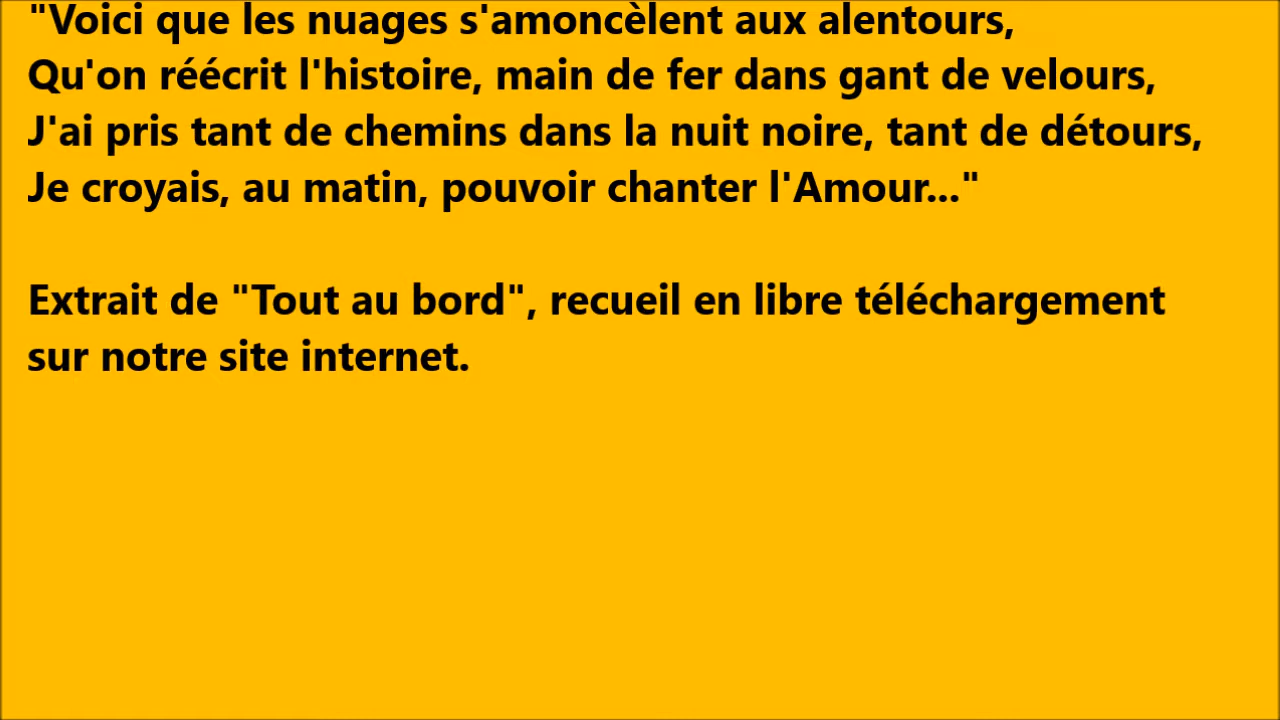 "Voici que les nuages s'amoncèlent aux alentours,
Qu'on réécrit l'histoire, main de fer dans gant de velours,
J'ai pris tant de chemins dans la nuit noire, tant de détours,
Je croyais, au matin, pouvoir chanter l'Amour..."
Extrait de "Tout au bord", recueil en libre téléchargement
sur notre site internet.